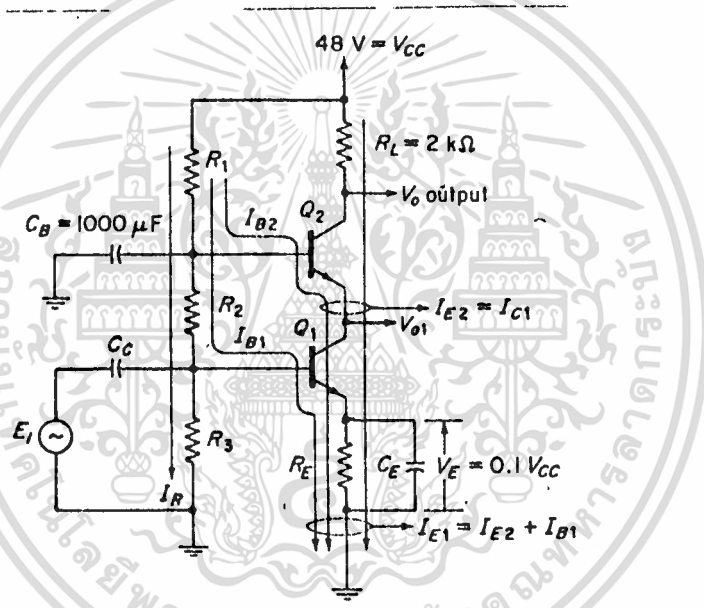 48 V = V_CC
R_1
R_L = 2 kΩ
V_o output
Q_2
C_B = 1000 μF
I_B2
I_E2 = I_C1
R_2
V_o1
Q_1
I_B1
C_C
E_i
R_3
R_E
C_E
V_E = 0.1 V_CC
I_R
I_E1 = I_E2 + I_B1